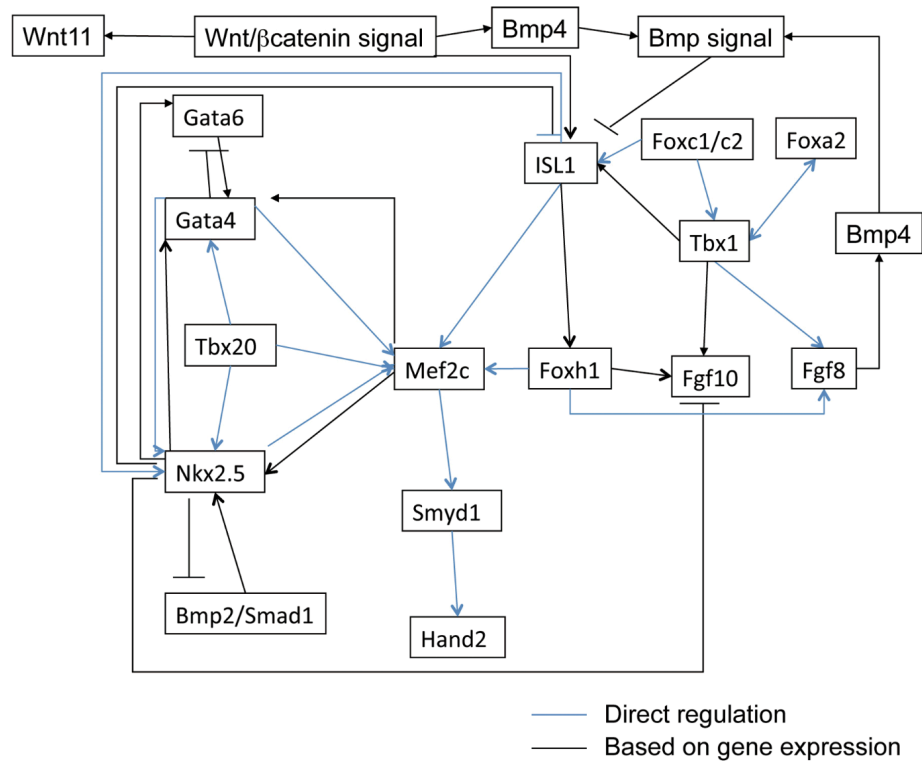 Wnt11
Wnt/βcatenin signal
Bmp4
Bmp signal
Gata6
ISL1
Foxc1/c2
Foxa2
Gata4
Tbx1
Bmp4
Tbx20
Mef2c
Foxh1
Fgf10
Fgf8
Nkx2.5
Smyd1
Bmp2/Smad1
Hand2
Direct regulation
Based on gene expression